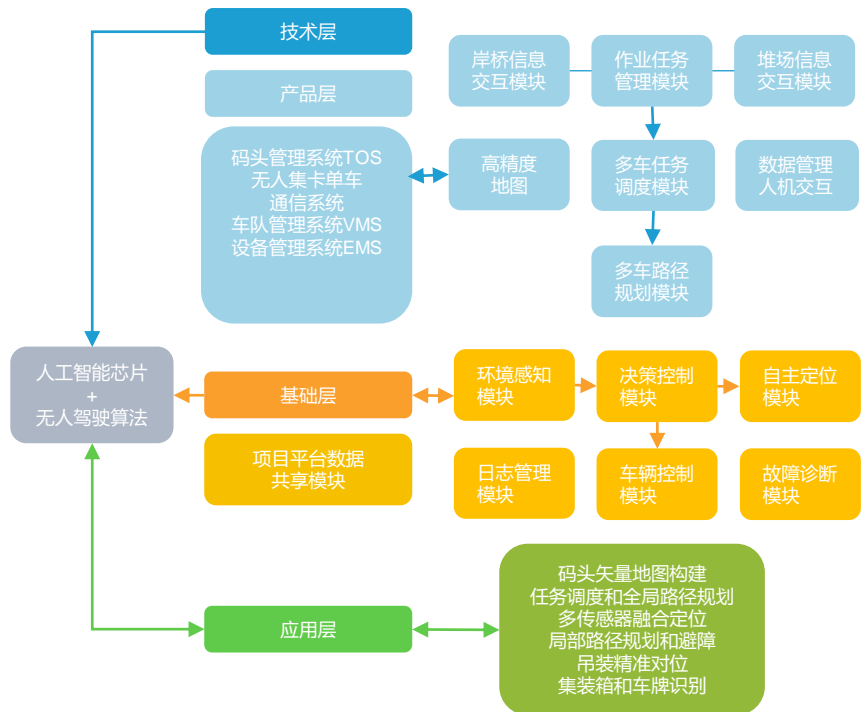 技术层
岸桥信息
交互模块
作业任务
管理模块
堆场信息
交互模块
产品层
码头管理系统TOS
无人集卡单车
通信系统
车队管理系统VMS
设备管理系统EMS
高精度
地图
多车任务
调度模块
数据管理
人机交互
多车路径
规划模块
人工智能芯片
+
无人驾驶算法
基础层
环境感知
模块
决策控制
模块
自主定位
模块
项目平台数据
共享模块
日志管理
模块
车辆控制
模块
故障诊断
模块
应用层
码头矢量地图构建
任务调度和全局路径规划
多传感器融合定位
局部路径规划和避障
吊装精准对位
集装箱和车牌识别